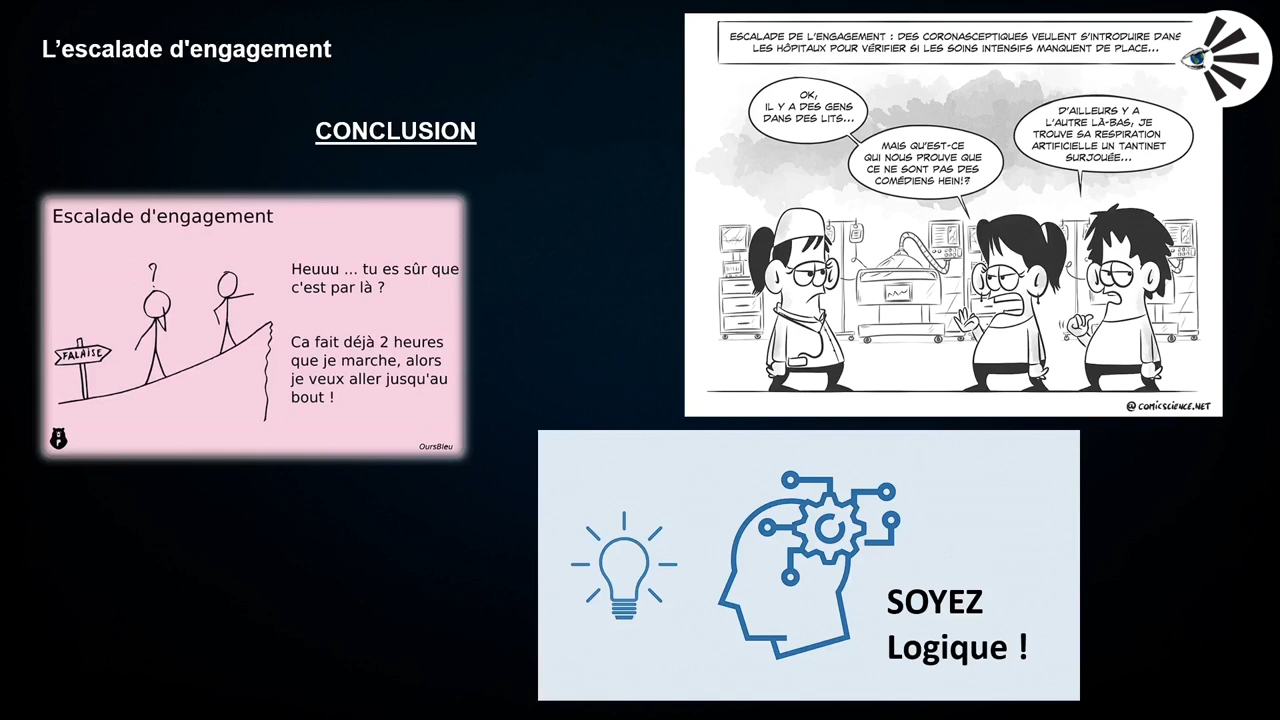 L'escalade d'engagement
CONCLUSION
Escalade d'engagement
?
Heuuu ... tu es sûr que
c'est par là ?
Ca fait déjà 2 heures
que je marche, alors
je veux aller jusqu'au
bout !
FALAISE
OursBleu
ESCALADE DE L'ENGAGEMENT : DES CORONASCEPTIQUES VEULENT S'INTRODUIRE DANS
LES HÔPITAUX POUR VÉRIFIER SI LES SOINS INTENSIFS MANQUENT DE PLACE...
OK,
IL Y A DES GENS
DANS DES LITS...
MAIS QU'EST-CE
QUI NOUS PROUVE QUE
CE NE SONT PAS DES
COMÉDIENS HEIN!?
D'AILLEURS Y A
L'AUTRE LÀ-BAS, JE
TROUVE SA RESPIRATION
ARTIFICIELLE UN TANTINET
SURJOUÉE...
@ COMICSCIENCE.NET
SOYEZ
Logique !